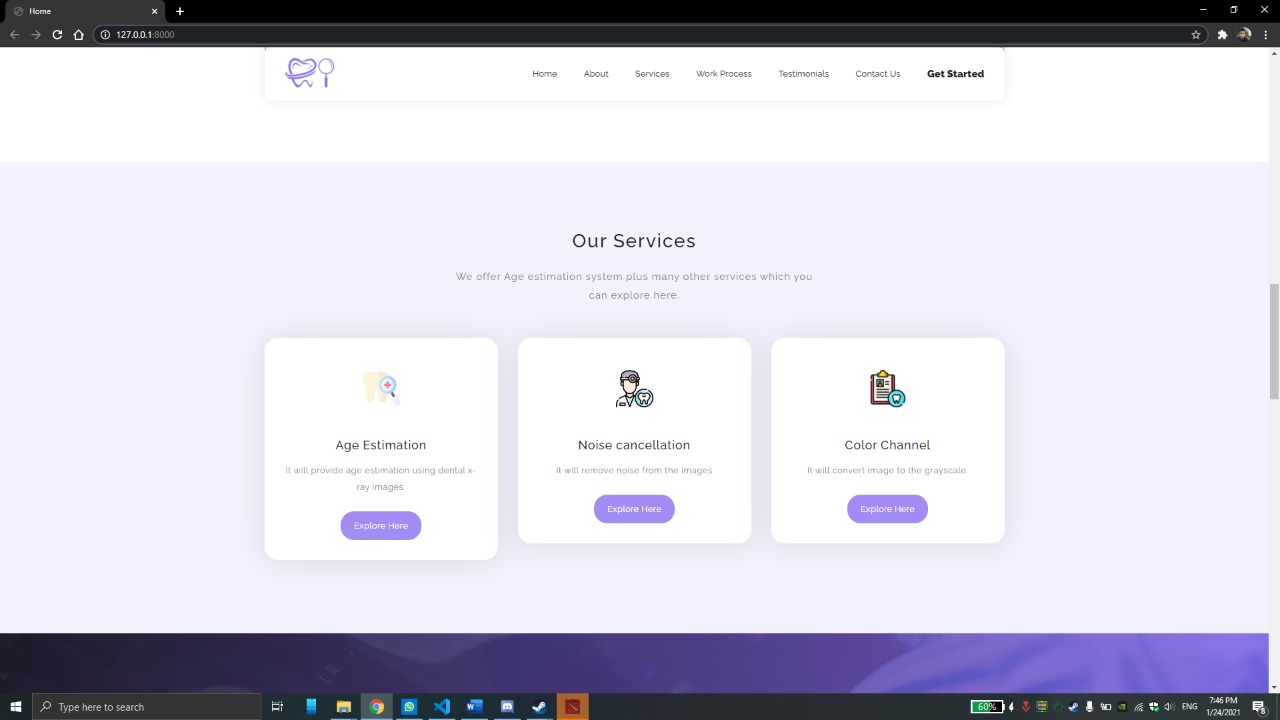 Home
127.0.0.1:8000
Home About Services Work Process Testimonials Contact Us Get Started
Our Services
We offer Age estimation system plus many other services which you
can explore here.
Age Estimation
It will provide age estimation using dental x-
ray images.
Explore Here
Noise cancellation
It will remove noise from the images
Explore Here
Color Channel
It will convert image to the grayscale.
Explore Here
Type here to search
60%
ENG
7:46 PM
1/24/2021
8